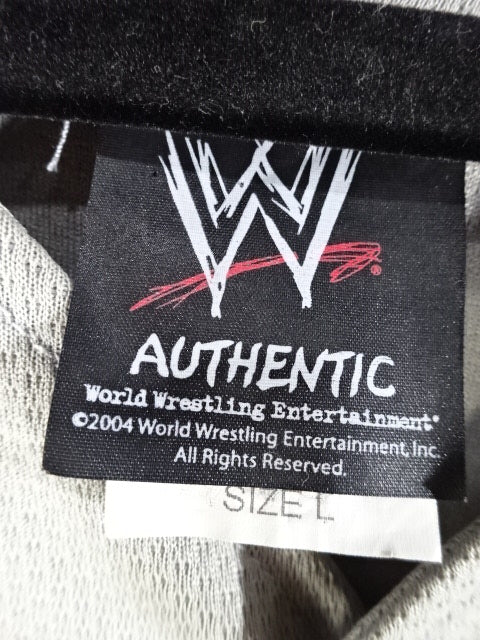 W
AUTHENTIC
World Wrestling Entertainment®
©2004 World Wrestling Entertainment, Inc.
All Rights Reserved.
SIZE L